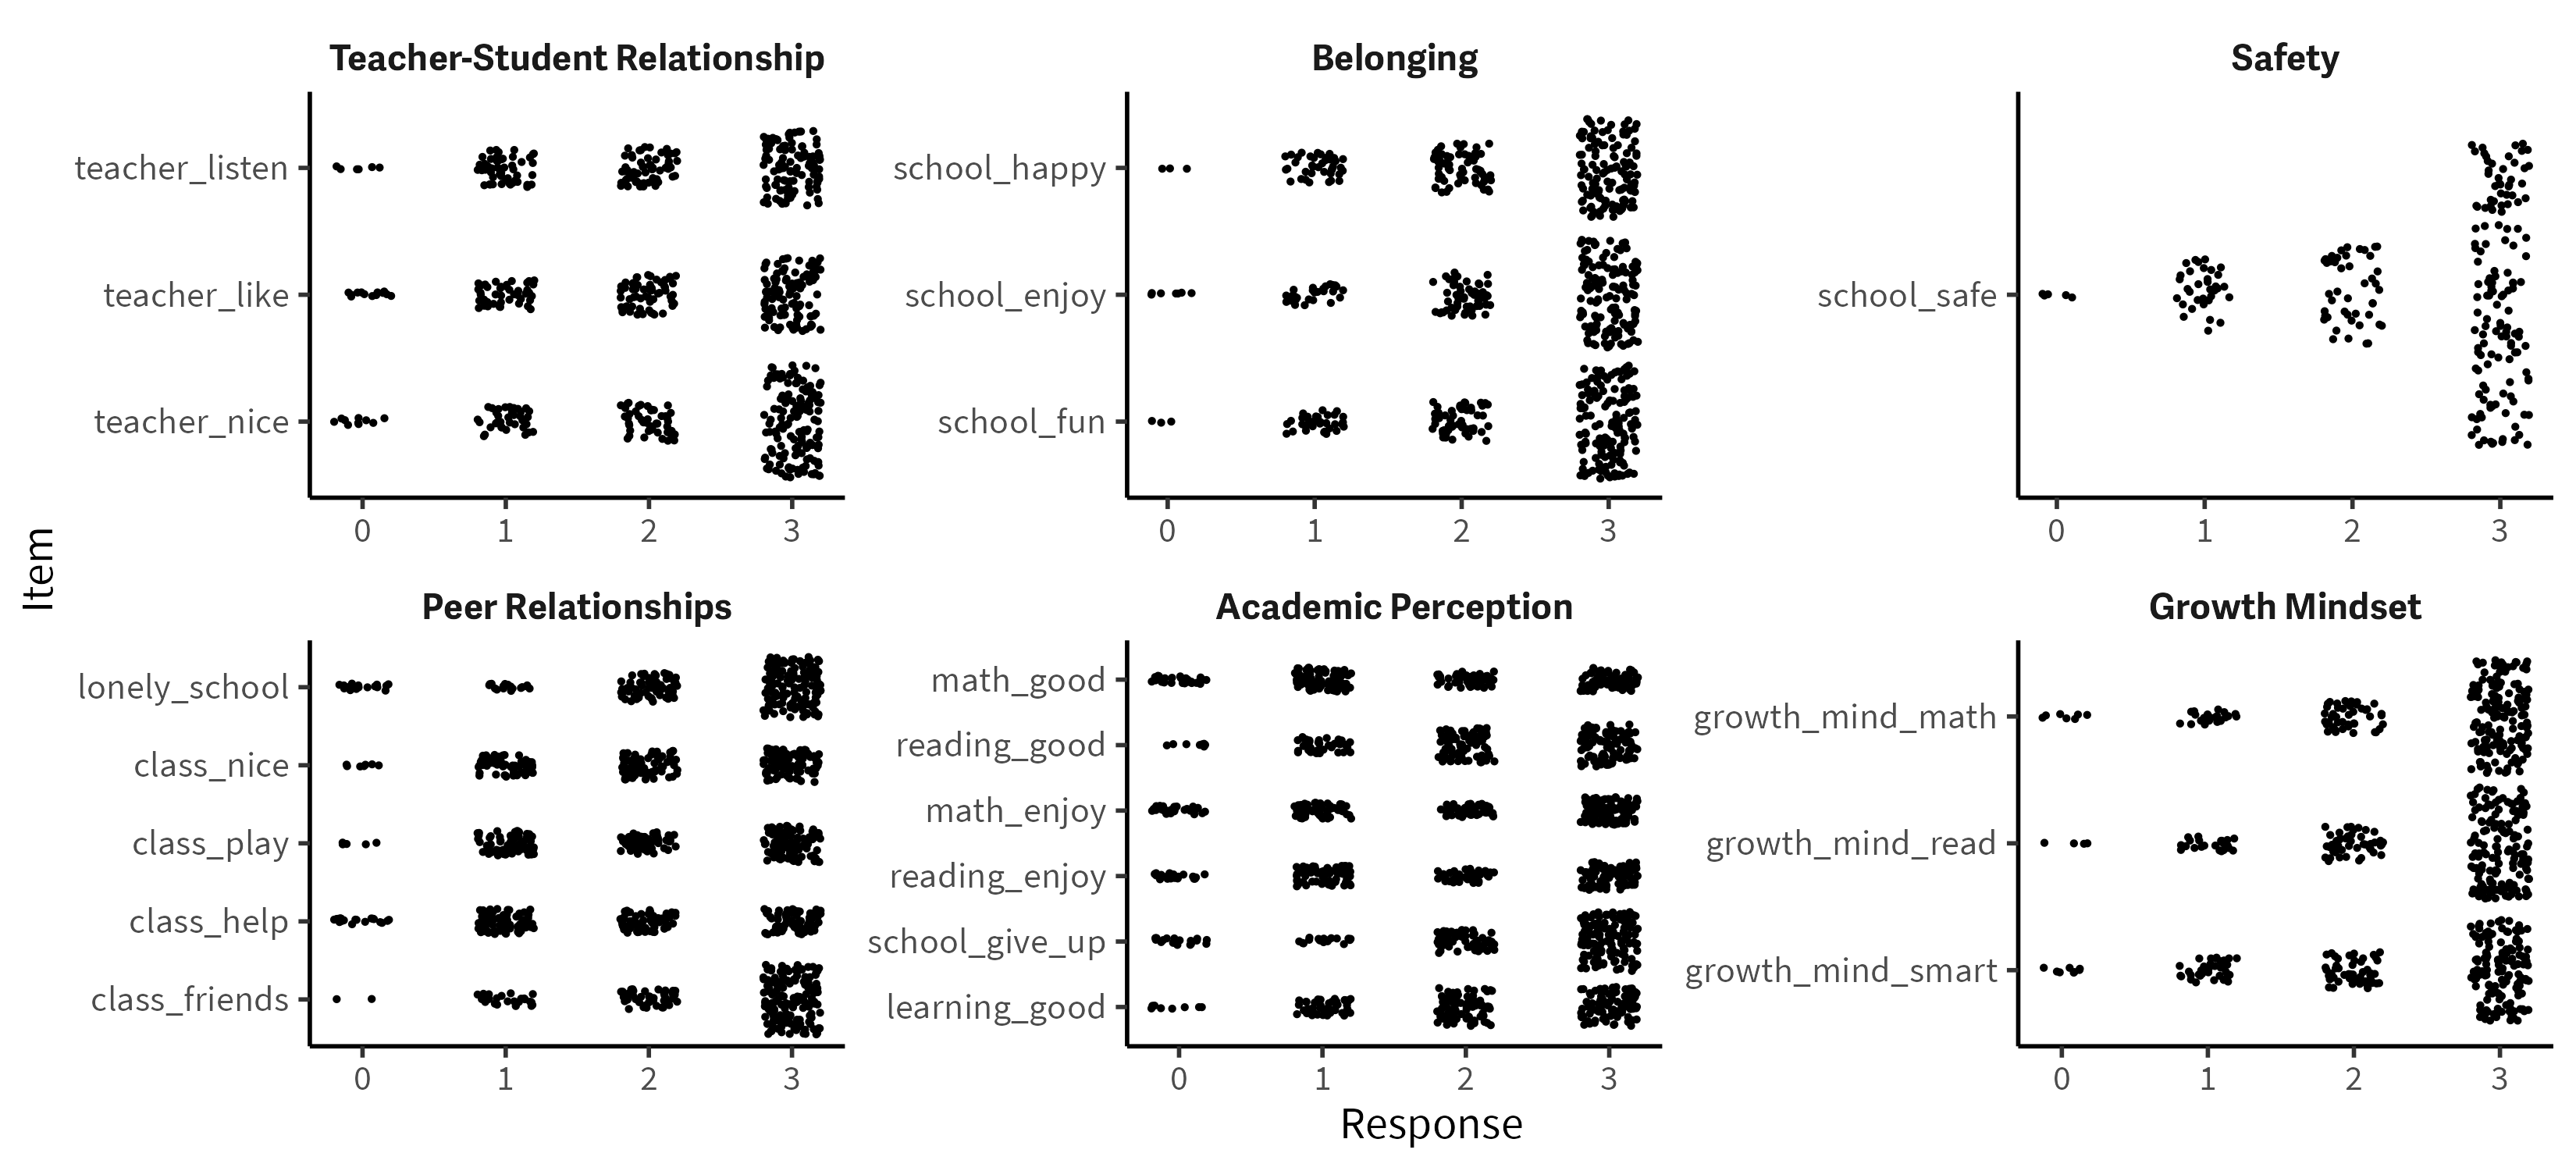 Teacher-Student Relationship
teacher_listen
teacher_like
teacher_nice
0 1 2 3
Belonging
school_happy
school_enjoy
school_fun
0 1 2 3
Safety
school_safe
0 1 2 3
Item
Peer Relationships
lonely_school
class_nice
class_play
class_help
class_friends
0 1 2 3
Academic Perception
math_good
reading_good
math_enjoy
reading_enjoy
school_give_up
learning_good
0 1 2 3
Growth Mindset
growth_mind_math
growth_mind_read
growth_mind_smart
0 1 2 3
Response